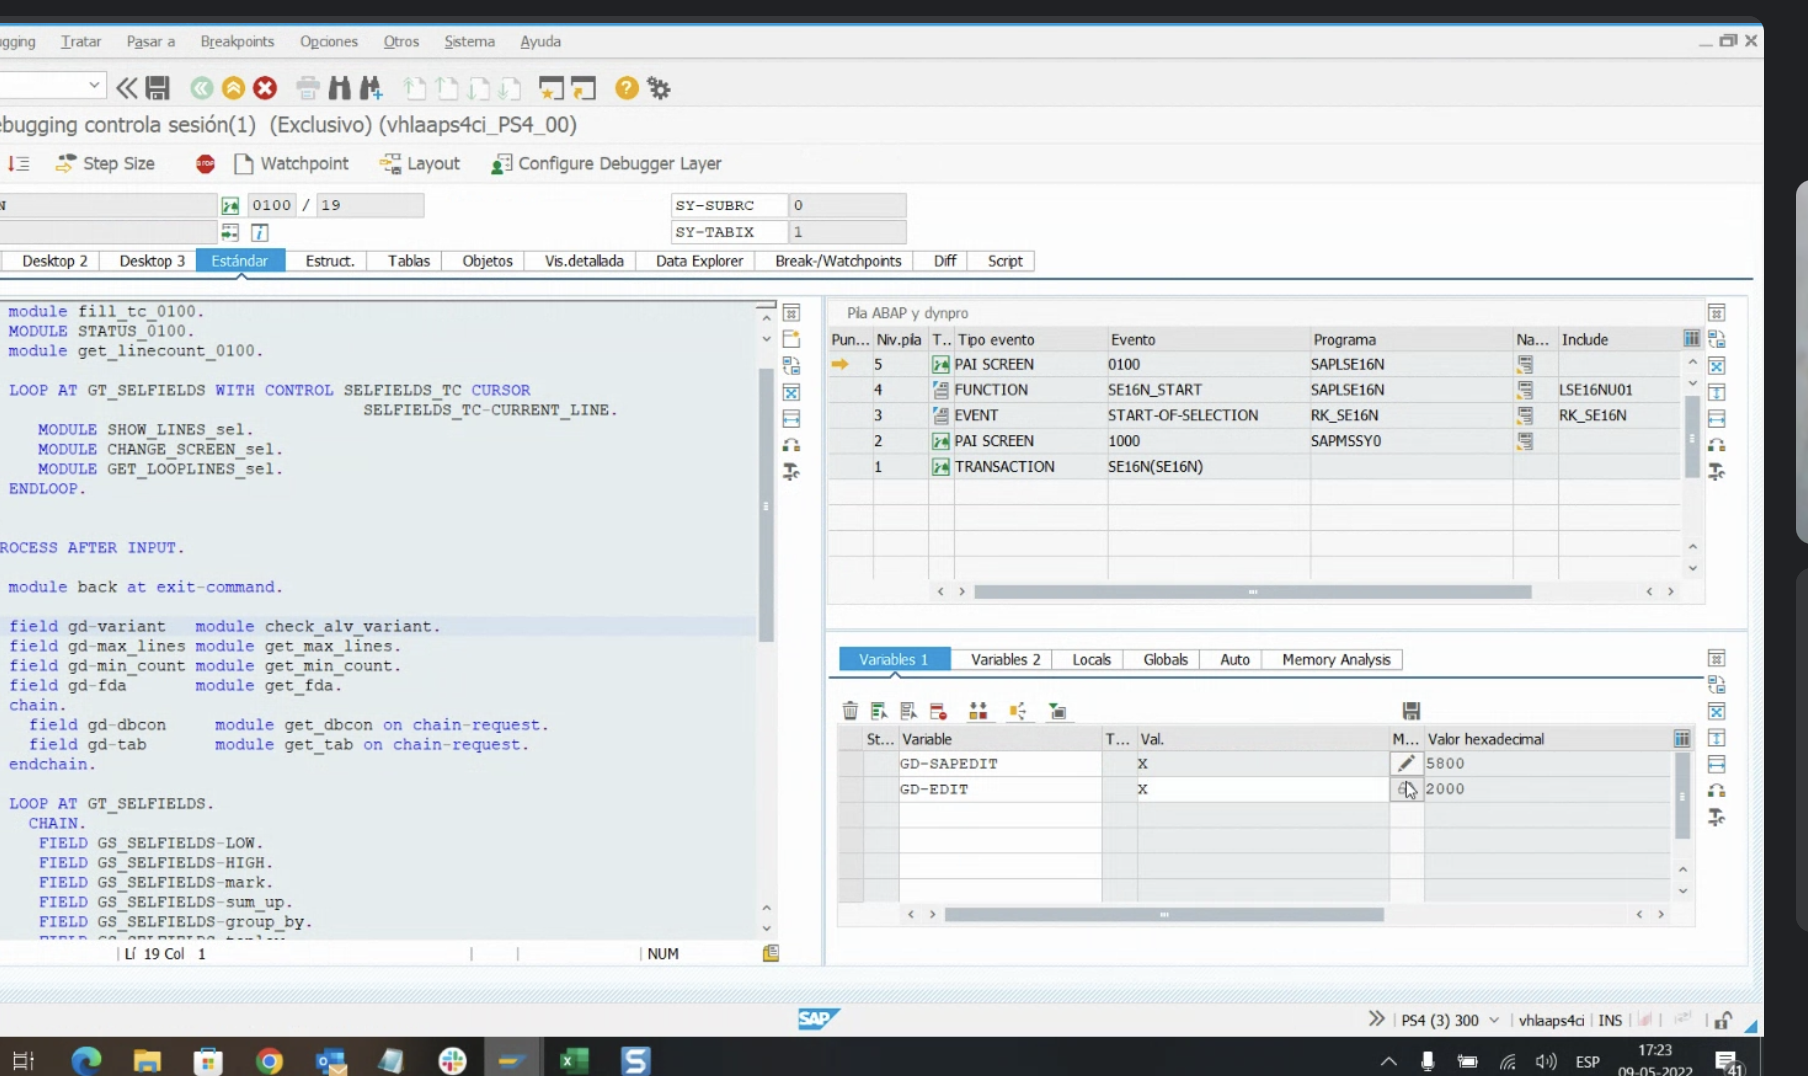 gging Tratar Pasar a Breakpoints Opciones Otros Sistema Ayuda
ebugging controla sesión(1) (Exclusivo) (vhlaaps4ci_PS4_00)
Step Size STOP Watchpoint Layout Configure Debugger Layer
N 0100 / 19 SY-SUBRC 0
SY-TABIX 1
Desktop 2 Desktop 3 Estándar Estruct. Tablas Objetos Vis.detallada Data Explorer Break-/Watchpoints Diff Script
module fill_tc_0100.
MODULE STATUS_0100.
module get_linecount_0100.
LOOP AT GT_SELFIELDS WITH CONTROL SELFIELDS_TC CURSOR
SELFIELDS_TC-CURRENT_LINE.
MODULE SHOW_LINES_sel.
MODULE CHANGE_SCREEN_sel.
MODULE GET_LOOPLINES_sel.
ENDLOOP.
ROCESS AFTER INPUT.
module back at exit-command.
field gd-variant module check_alv_variant.
field gd-max_lines module get_max_lines.
field gd-min_count module get_min_count.
field gd-fda module get_fda.
chain.
field gd-dbcon module get_dbcon on chain-request.
field gd-tab module get_tab on chain-request.
endchain.
LOOP AT GT_SELFIELDS.
CHAIN.
FIELD GS_SELFIELDS-LOW.
FIELD GS_SELFIELDS-HIGH.
FIELD GS_SELFIELDS-mark.
FIELD GS_SELFIELDS-sum_up.
FIELD GS_SELFIELDS-group_by.
Lí 19 Col 1 NUM
Pila ABAP y dynpro
Pun... Niv.pila T.. Tipo evento Evento Programa Na... Include
5 PAI SCREEN 0100 SAPLSE16N
4 FUNCTION SE16N_START SAPLSE16N LSE16NU01
3 EVENT START-OF-SELECTION RK_SE16N RK_SE16N
2 PAI SCREEN 1000 SAPMSSY0
1 TRANSACTION SE16N(SE16N)
Variables 1 Variables 2 Locals Globals Auto Memory Analysis
St... Variable T... Val. M... Valor hexadecimal
GD-SAPEDIT X 5800
GD-EDIT X 2000
SAP PS4 (3) 300 vhlaaps4ci INS
ESP 17:23
09-05-2022 41